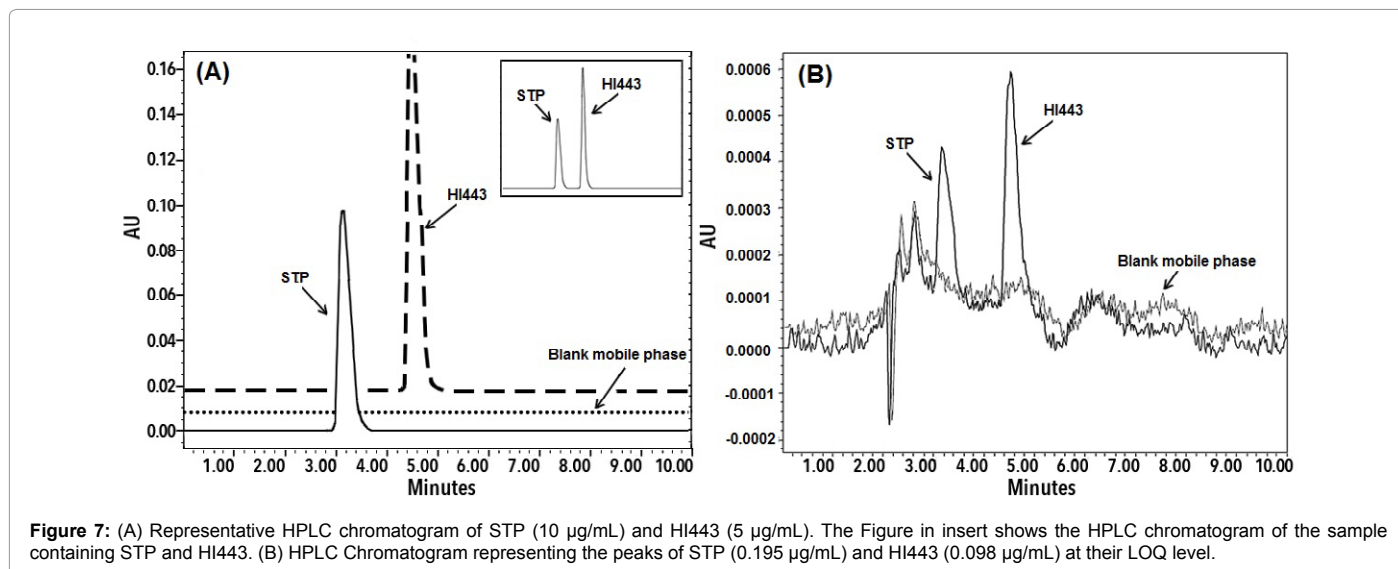 (A)
0.16
0.14
0.12
0.10
0.08
0.06
0.04
0.02
0.00
AU
STP
HI443
STP
HI443
Blank mobile phase
1.00 2.00 3.00 4.00 5.00 6.00 7.00 8.00 9.00 10.00
Minutes
(B)
0.0006
0.0005
0.0004
0.0003
0.0002
0.0001
0.0000
-0.0001
-0.0002
AU
STP
HI443
Blank mobile phase
1.00 2.00 3.00 4.00 5.00 6.00 7.00 8.00 9.00 10.00
Minutes
Figure 7: (A) Representative HPLC chromatogram of STP (10 µg/mL) and HI443 (5 µg/mL). The Figure in insert shows the HPLC chromatogram of the sample
containing STP and HI443. (B) HPLC Chromatogram representing the peaks of STP (0.195 µg/mL) and HI443 (0.098 µg/mL) at their LOQ level.